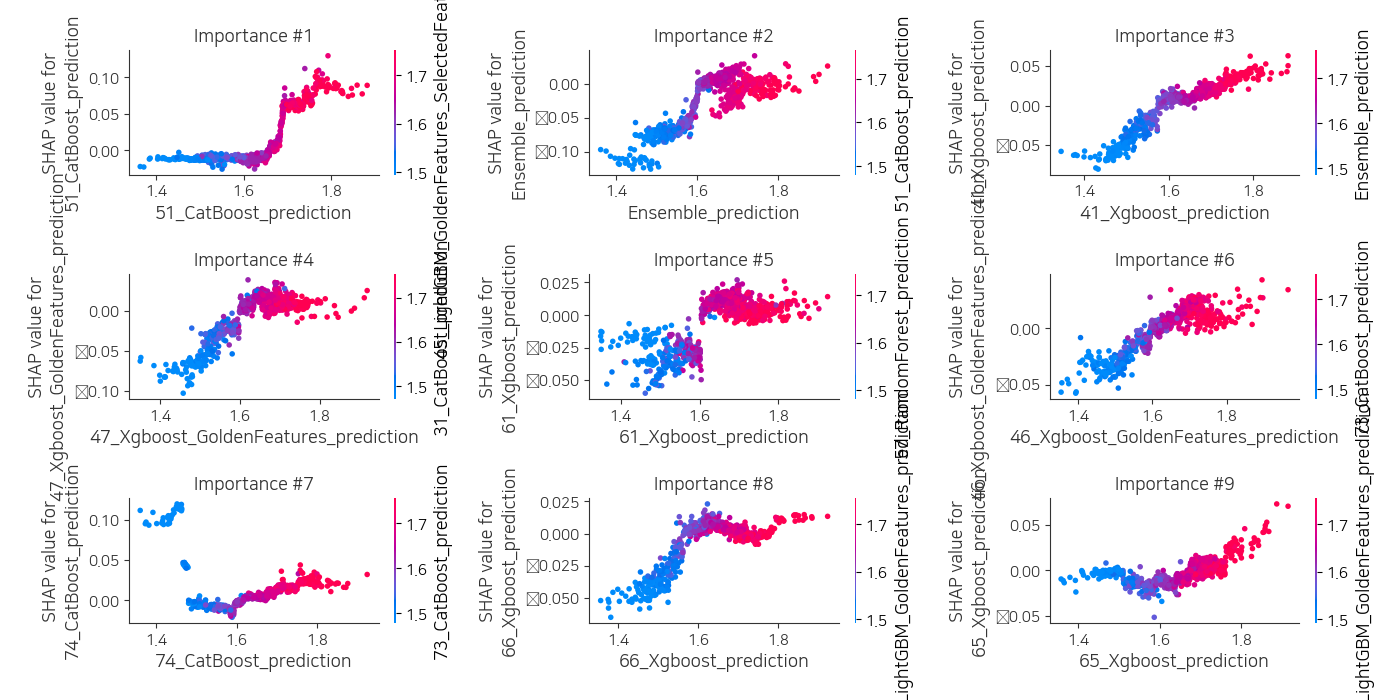 Importance #1
SHAP value for
51_CatBoost_prediction
0.10
0.05
0.00
1.4
1.6
1.8
51_CatBoost_prediction
1.7
1.6
1.5
Importance #2
SHAP value for
Ensemble_prediction
0.00
0.05
0.10
1.4
1.6
1.8
Ensemble_prediction
1.7
1.6
1.5
51_CatBoost_prediction
Importance #3
SHAP value for
41_Xgboost_prediction
0.05
0.00
0.05
1.4
1.6
1.8
41_Xgboost_prediction
1.7
1.6
1.5
Ensemble_prediction
Importance #4
SHAP value for
47_Xgboost_GoldenFeatures_prediction
0.00
0.05
0.10
1.4
1.6
1.8
47_Xgboost_GoldenFeatures_prediction
1.7
1.6
1.5
31_CatBoost_prediction
Importance #5
SHAP value for
61_Xgboost_prediction
0.025
0.000
0.025
0.050
1.4
1.6
1.8
61_Xgboost_prediction
1.7
1.6
1.5
Importance #6
SHAP value for
46_Xgboost_GoldenFeatures_prediction
0.00
0.05
1.4
1.6
1.8
46_Xgboost_GoldenFeatures_prediction
1.7
1.6
1.5
73_CatBoost_prediction
Importance #7
SHAP value for
74_CatBoost_prediction
0.10
0.05
0.00
1.4
1.6
1.8
74_CatBoost_prediction
1.7
1.6
1.5
73_CatBoost_prediction
Importance #8
SHAP value for
66_Xgboost_prediction
0.025
0.000
0.025
0.050
1.4
1.6
1.8
66_Xgboost_prediction
1.7
1.6
1.5
Importance #9
SHAP value for
65_Xgboost_prediction
0.05
0.00
0.05
1.4
1.6
1.8
65_Xgboost_prediction
1.7
1.6
1.5